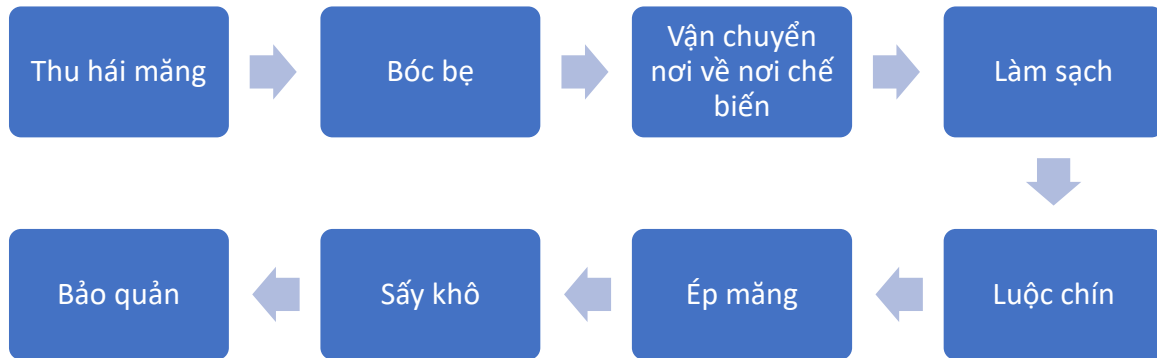 Thu hái măng
Bóc bẹ
Vận chuyển
nơi về nơi chế
biến
Làm sạch
Luộc chín
Ép măng
Sấy khô
Bảo quản